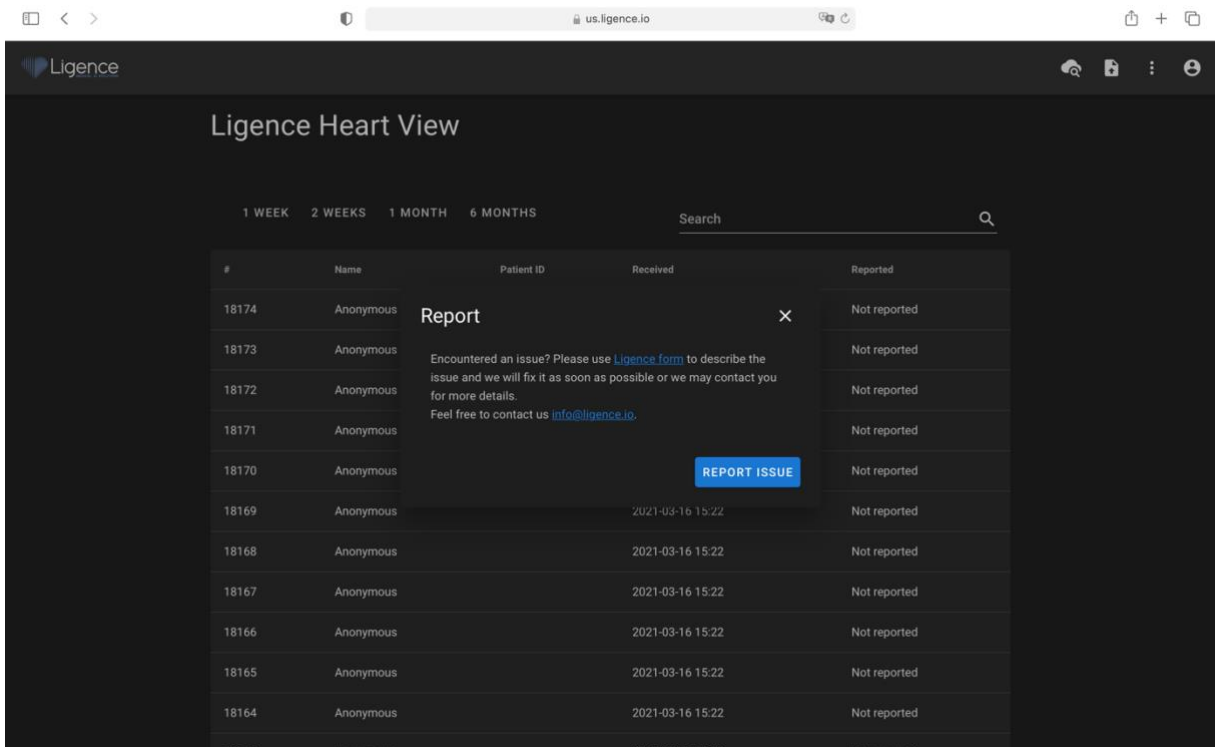 us.ligence.io
Ligence
Ligence Heart View
1 WEEK 2 WEEKS 1 MONTH 6 MONTHS Search
# Name Patient ID Received Reported
18174 Anonymous Not reported
18173 Anonymous Not reported
18172 Anonymous Not reported
18171 Anonymous Not reported
18170 Anonymous Not reported
Report
Encountered an issue? Please use Ligence form to describe the
issue and we will fix it as soon as possible or we may contact you
for more details.
Feel free to contact us info@ligence.io.
REPORT ISSUE
18169 Anonymous 2021-03-16 15:22 Not reported
18168 Anonymous 2021-03-16 15:22 Not reported
18167 Anonymous 2021-03-16 15:22 Not reported
18166 Anonymous 2021-03-16 15:22 Not reported
18165 Anonymous 2021-03-16 15:22 Not reported
18164 Anonymous 2021-03-16 15:22 Not reported